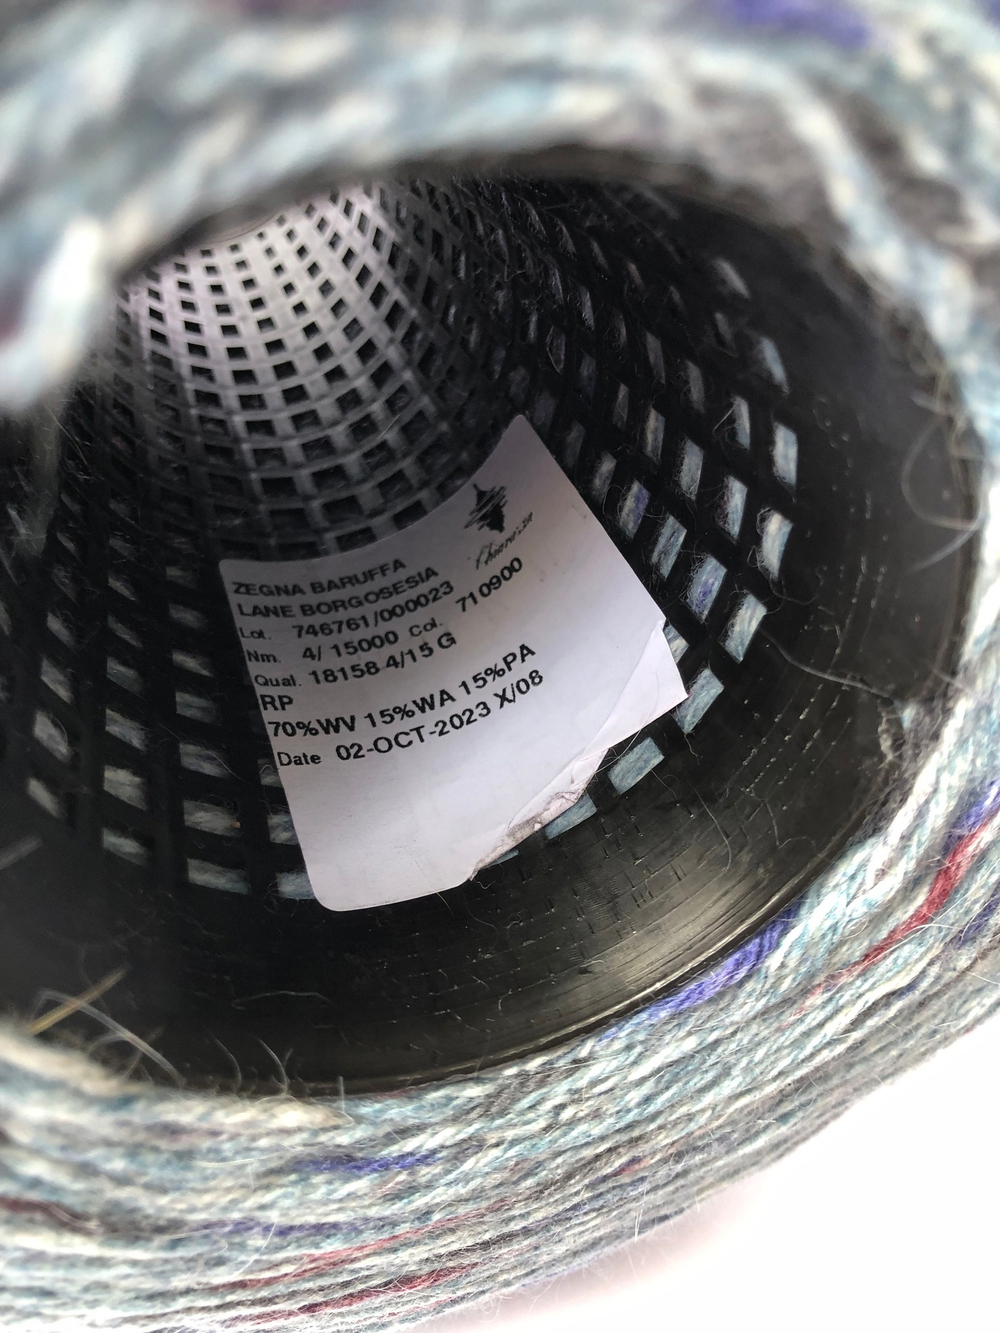 ZEGNA BARUFFA
LANE BORGOSESIA
Lot. 746761/000023
Nm. 4/ 15000 Col. 710900
Qual. 18158 4/15 G
RP
70%WV 15%WA 15%PA
Date 02-OCT-2023 X/08